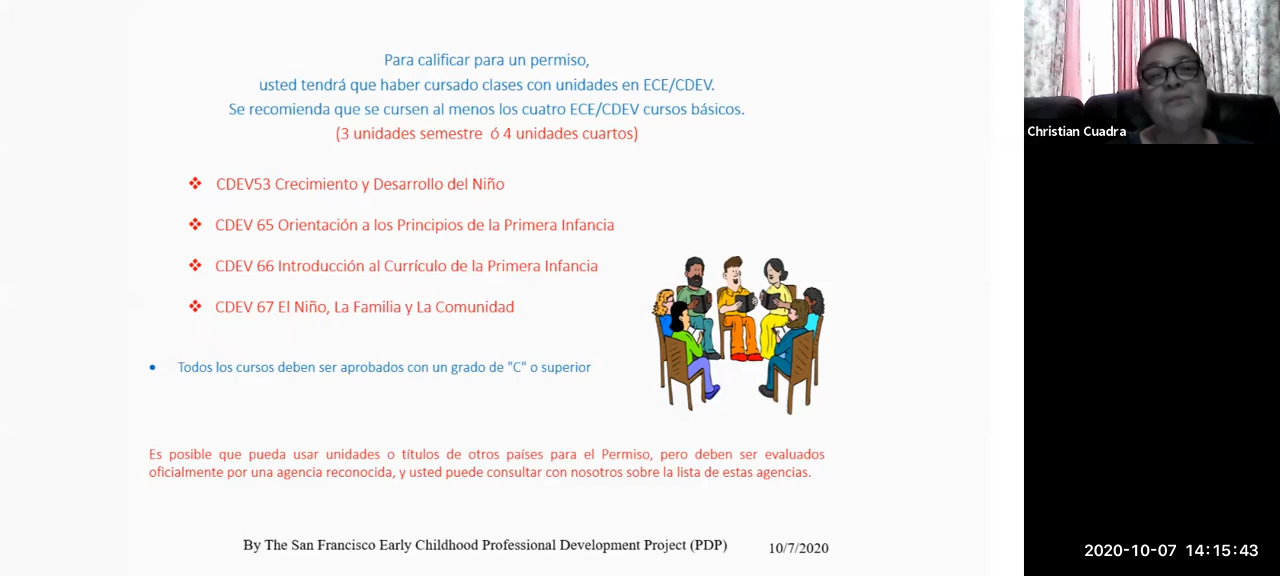 Para calificar para un permiso,
usted tendrá que haber cursado clases con unidades en ECE/CDEV.
Se recomienda que se cursen al menos los cuatro ECE/CDEV cursos básicos.
(3 unidades semestre ó 4 unidades cuartos)
❖ CDEV53 Crecimiento y Desarrollo del Niño
❖ CDEV 65 Orientación a los Principios de la Primera Infancia
❖ CDEV 66 Introducción al Currículo de la Primera Infancia
❖ CDEV 67 El Niño, La Familia y La Comunidad
• Todos los cursos deben ser aprobados con un grado de "C" o superior
Es posible que pueda usar unidades o títulos de otros países para el Permiso, pero deben ser evaluados
oficialmente por una agencia reconocida, y usted puede consultar con nosotros sobre la lista de estas agencias.
By The San Francisco Early Childhood Professional Development Project (PDP) 10/7/2020
Christian Cuadra
2020-10-07 14:15:43